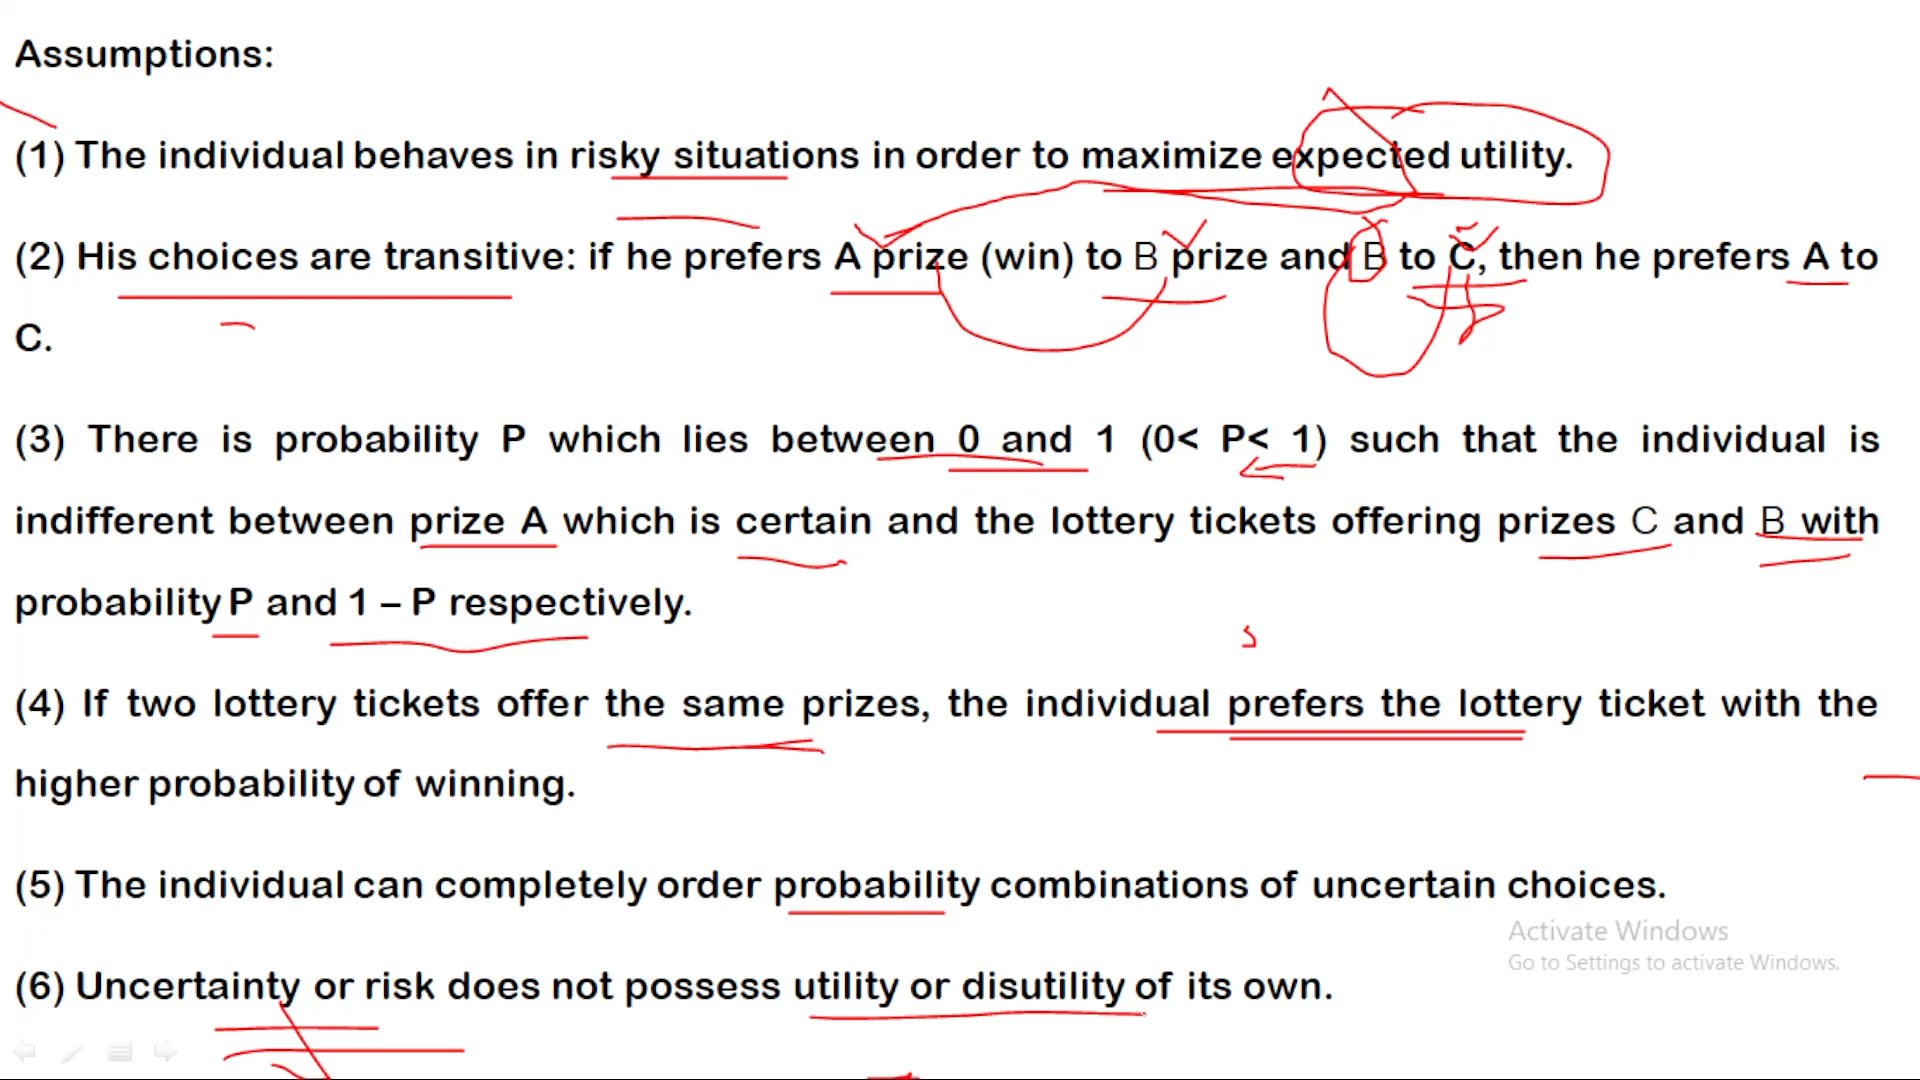 Assumptions:
(1) The individual behaves in risky situations in order to maximize expected utility.
(2) His choices are transitive: if he prefers A prize (win) to B prize and B to C, then he prefers A to
C.
(3) There is probability P which lies between 0 and 1 (0< P< 1) such that the individual is
indifferent between prize A which is certain and the lottery tickets offering prizes C and B with
probability P and 1 – P respectively.
(4) If two lottery tickets offer the same prizes, the individual prefers the lottery ticket with the
higher probability of winning.
(5) The individual can completely order probability combinations of uncertain choices.
Activate Windows
Go to Settings to activate Windows.
(6) Uncertainty or risk does not possess utility or disutility of its own.